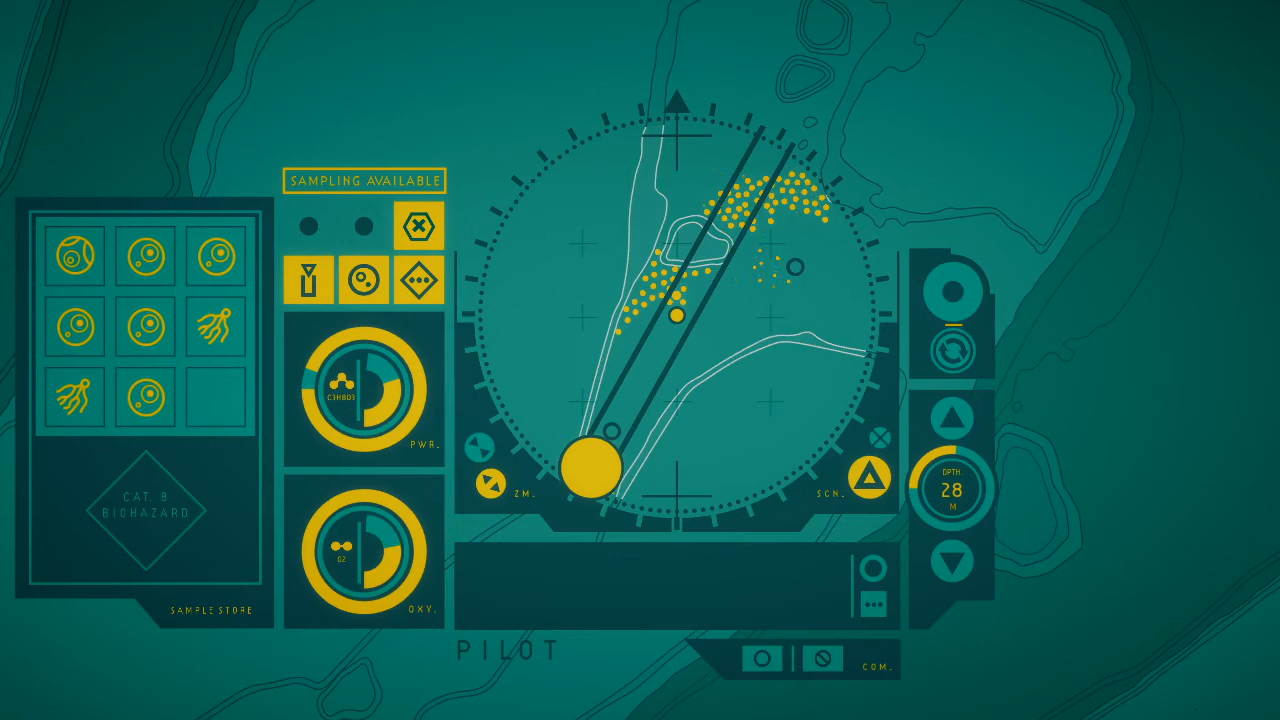 SAMPLING AVAILABLE
C3H8O3
PWR.
O2
OXY.
CAT. B
BIOHAZARD
SAMPLE STORE
ZM.
SCN.
DPTH.
28
M
PILOT
COM.